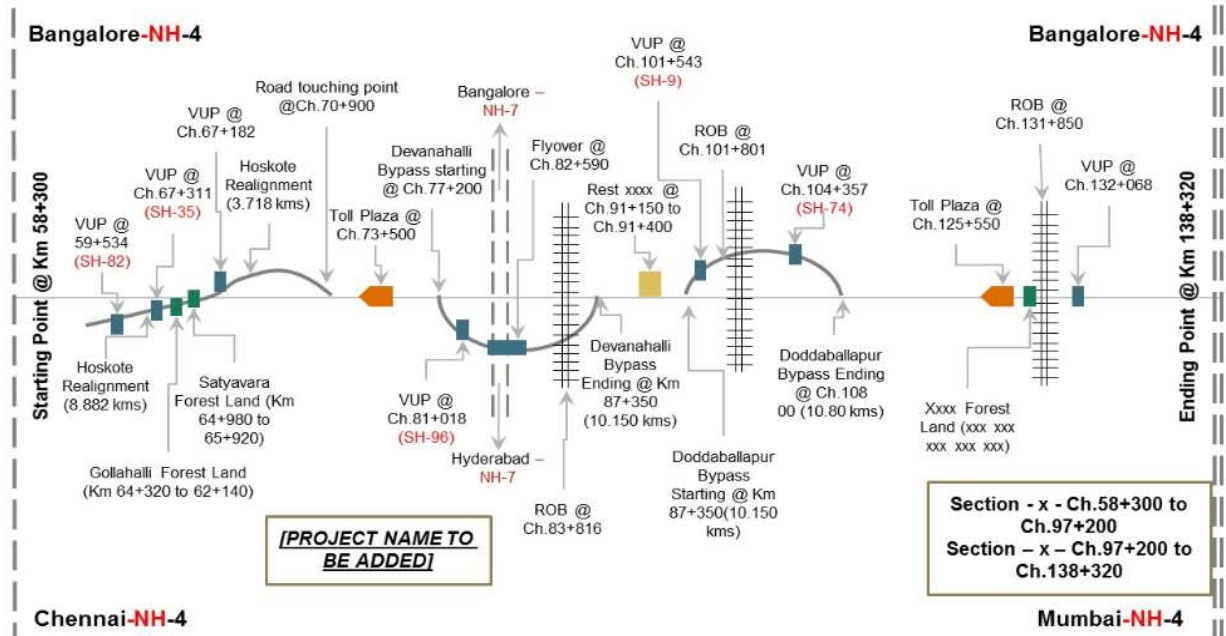 Bangalore-NH-4
Bangalore-NH-4
Starting Point @ Km 58+300
Ending Point @ Km 138+320
VUP @
59+534
(SH-82)
VUP @
Ch.67+311
(SH-35)
VUP @
Ch.67+182
Hoskote
Realignment
(3.718 kms)
Road touching point
@Ch.70+900
Toll Plaza @
Ch.73+500
Devanahalli
Bypass starting
@ Ch.77+200
Bangalore –
NH-7
Flyover @
Ch.82+590
Rest xxxx @
Ch.91+150 to
Ch.91+400
VUP @
Ch.101+543
(SH-9)
ROB @
Ch.101+801
VUP @
Ch.104+357
(SH-74)
Toll Plaza @
Ch.125+550
ROB @
Ch.131+850
VUP @
Ch.132+068
Hoskote
Realignment
(8.882 kms)
Satyavara
Forest Land (Km
64+980 to
65+920)
Gollahalli Forest Land
(Km 64+320 to 62+140)
VUP @
Ch.81+018
(SH-96)
Hyderabad –
NH-7
ROB @
Ch.83+816
Devanahalli
Bypass
Ending @ Km
87+350
(10.150 kms)
Doddaballapur
Bypass
Starting @ Km
87+350(10.150
kms)
Doddaballapur
Bypass Ending
@ Ch.108
00 (10.80 kms)
Xxxx Forest
Land (xxx xxx
xxx xxx xxx)
[PROJECT NAME TO
BE ADDED]
Section - x - Ch.58+300 to
Ch.97+200
Section – x – Ch.97+200 to
Ch.138+320
Chennai-NH-4
Mumbai-NH-4